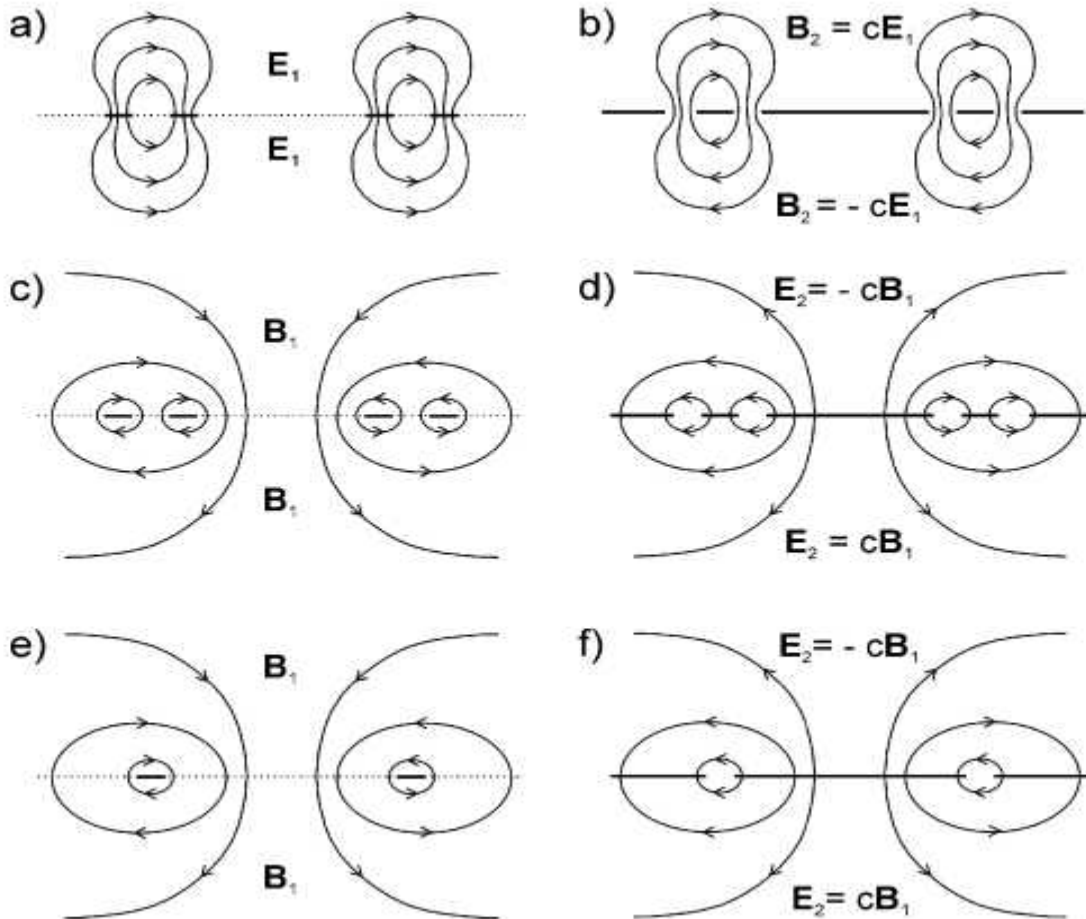 a)
E₁
E₁
b)
B₂ = cE₁
B₂ = - cE₁
c)
B₁
B₁
d)
E₂= - cB₁
E₂ = cB₁
e)
B₁
B₁
f)
E₂= - cB₁
E₂ = cB₁